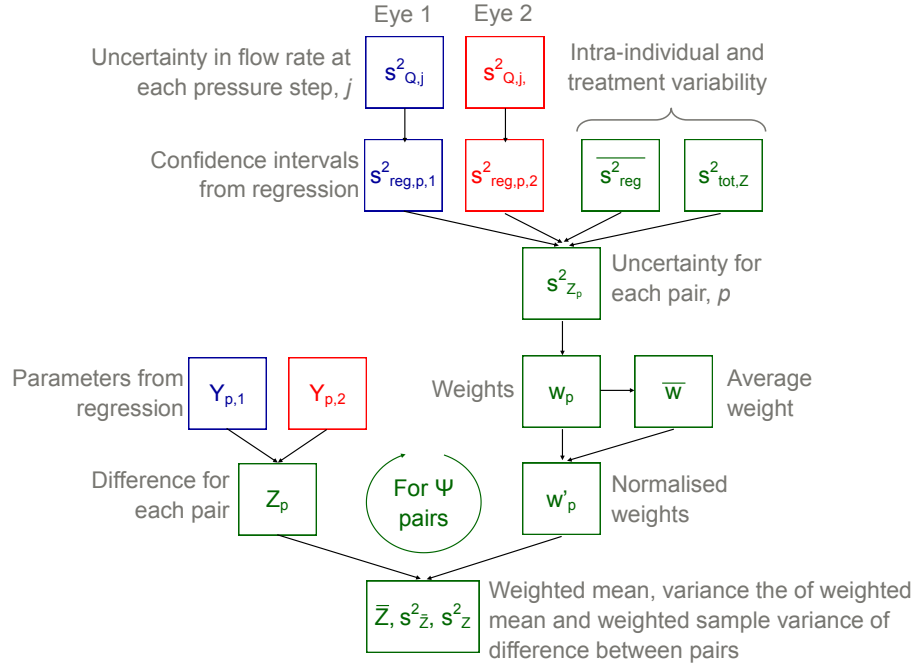 Eye 1
Eye 2
Uncertainty in flow rate at
each pressure step, j
s²Q,j
s²Q,j,
Intra-individual and
treatment variability
Confidence intervals
from regression
s²reg,p,1
s²reg,p,2
s̅²̅reg
s²tot,Z
s²Zp
Uncertainty for
each pair, p
Parameters from
regression
Yp,1
Yp,2
Weights
wp
w̅
Average
weight
Difference for
each pair
Zp
For Ψ
pairs
w'p
Normalised
weights
Z̅, s²Z̅, s²Z
Weighted mean, variance the of weighted
mean and weighted sample variance of
difference between pairs